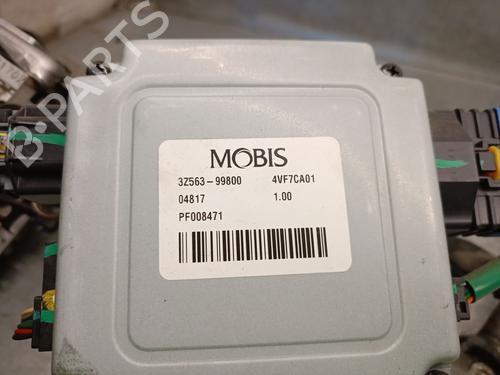 B-PARTS
MOBIS
3Z563-99800 4VF7CA01
04817 1.00
PF008471